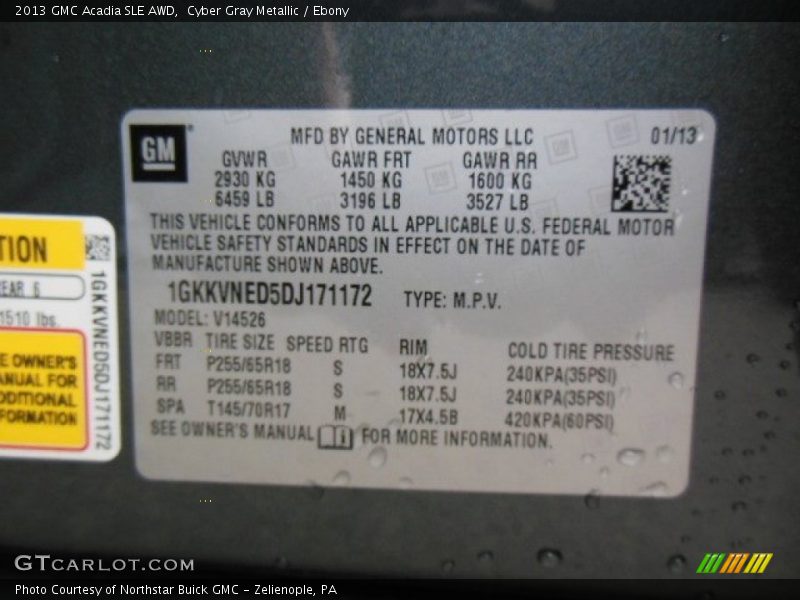 2013 GMC Acadia SLE AWD, Cyber Gray Metallic / Ebony
GM
MFD BY GENERAL MOTORS LLC 01/13
GVWR GAWR FRT GAWR RR
2930 KG 1450 KG 1600 KG
6459 LB 3196 LB 3527 LB
THIS VEHICLE CONFORMS TO ALL APPLICABLE U.S. FEDERAL MOTOR
VEHICLE SAFETY STANDARDS IN EFFECT ON THE DATE OF
MANUFACTURE SHOWN ABOVE.
1GKKVNED5DJ171172 TYPE: M.P.V.
MODEL: V14526
VBBR TIRE SIZE SPEED RTG RIM COLD TIRE PRESSURE
FRT P255/65R18 S 18X7.5J 240KPA(35PSI)
RR P255/65R18 S 18X7.5J 240KPA(35PSI)
SPA T145/70R17 M 17X4.5B 420KPA(60PSI)
SEE OWNER'S MANUAL FOR MORE INFORMATION.
TION
EAR 6
1510 lbs.
E OWNER'S
ANUAL FOR
DDITIONAL
FORMATION
1GKKVNED5DJ171172
GTCARLOT.COM
Photo Courtesy of Northstar Buick GMC - Zelienople, PA